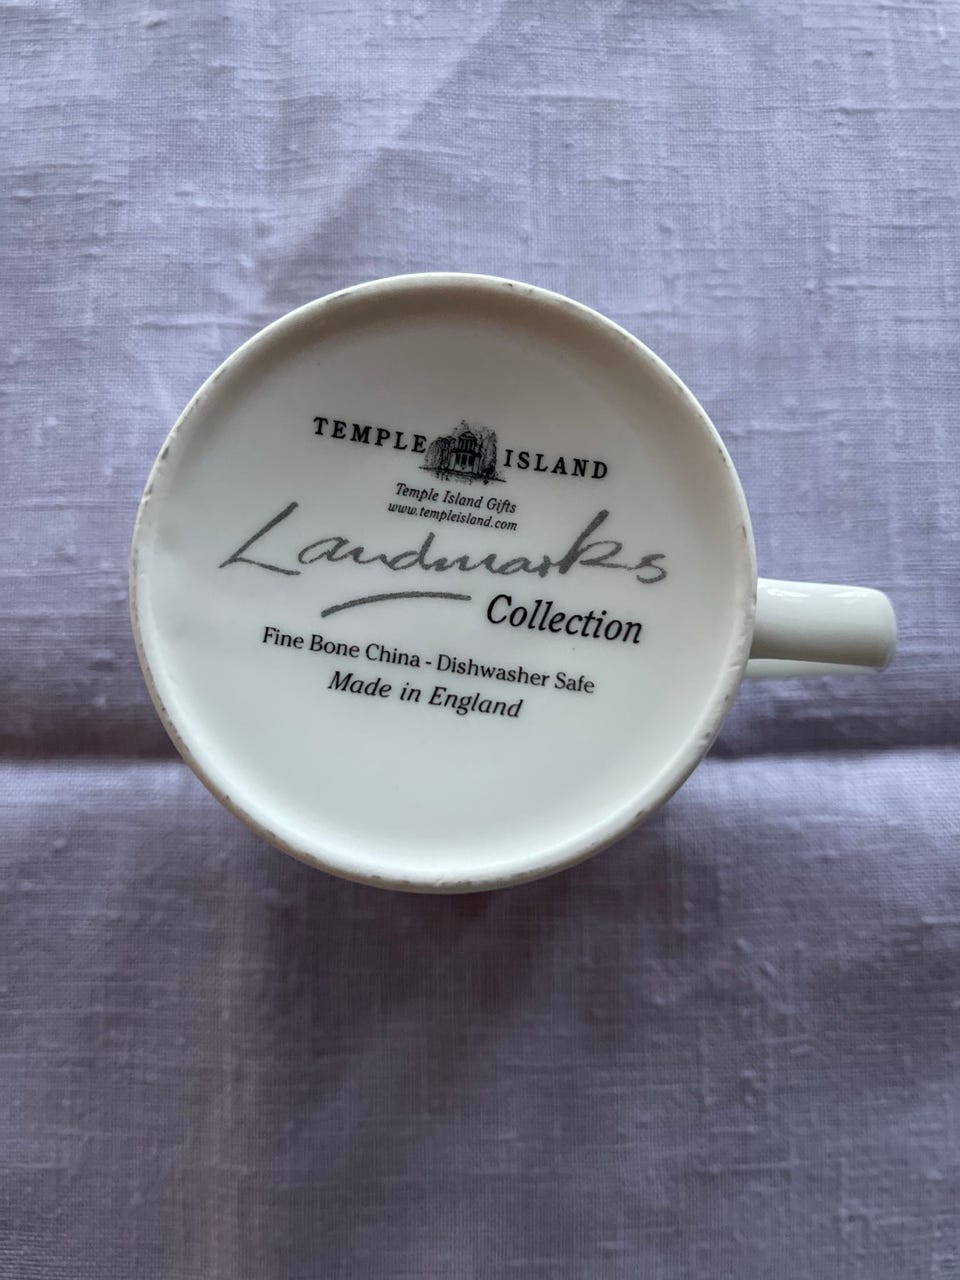 TEMPLE ISLAND
Temple Island Gifts
www.templeisland.com
Landmarks
Collection
Fine Bone China - Dishwasher Safe
Made in England